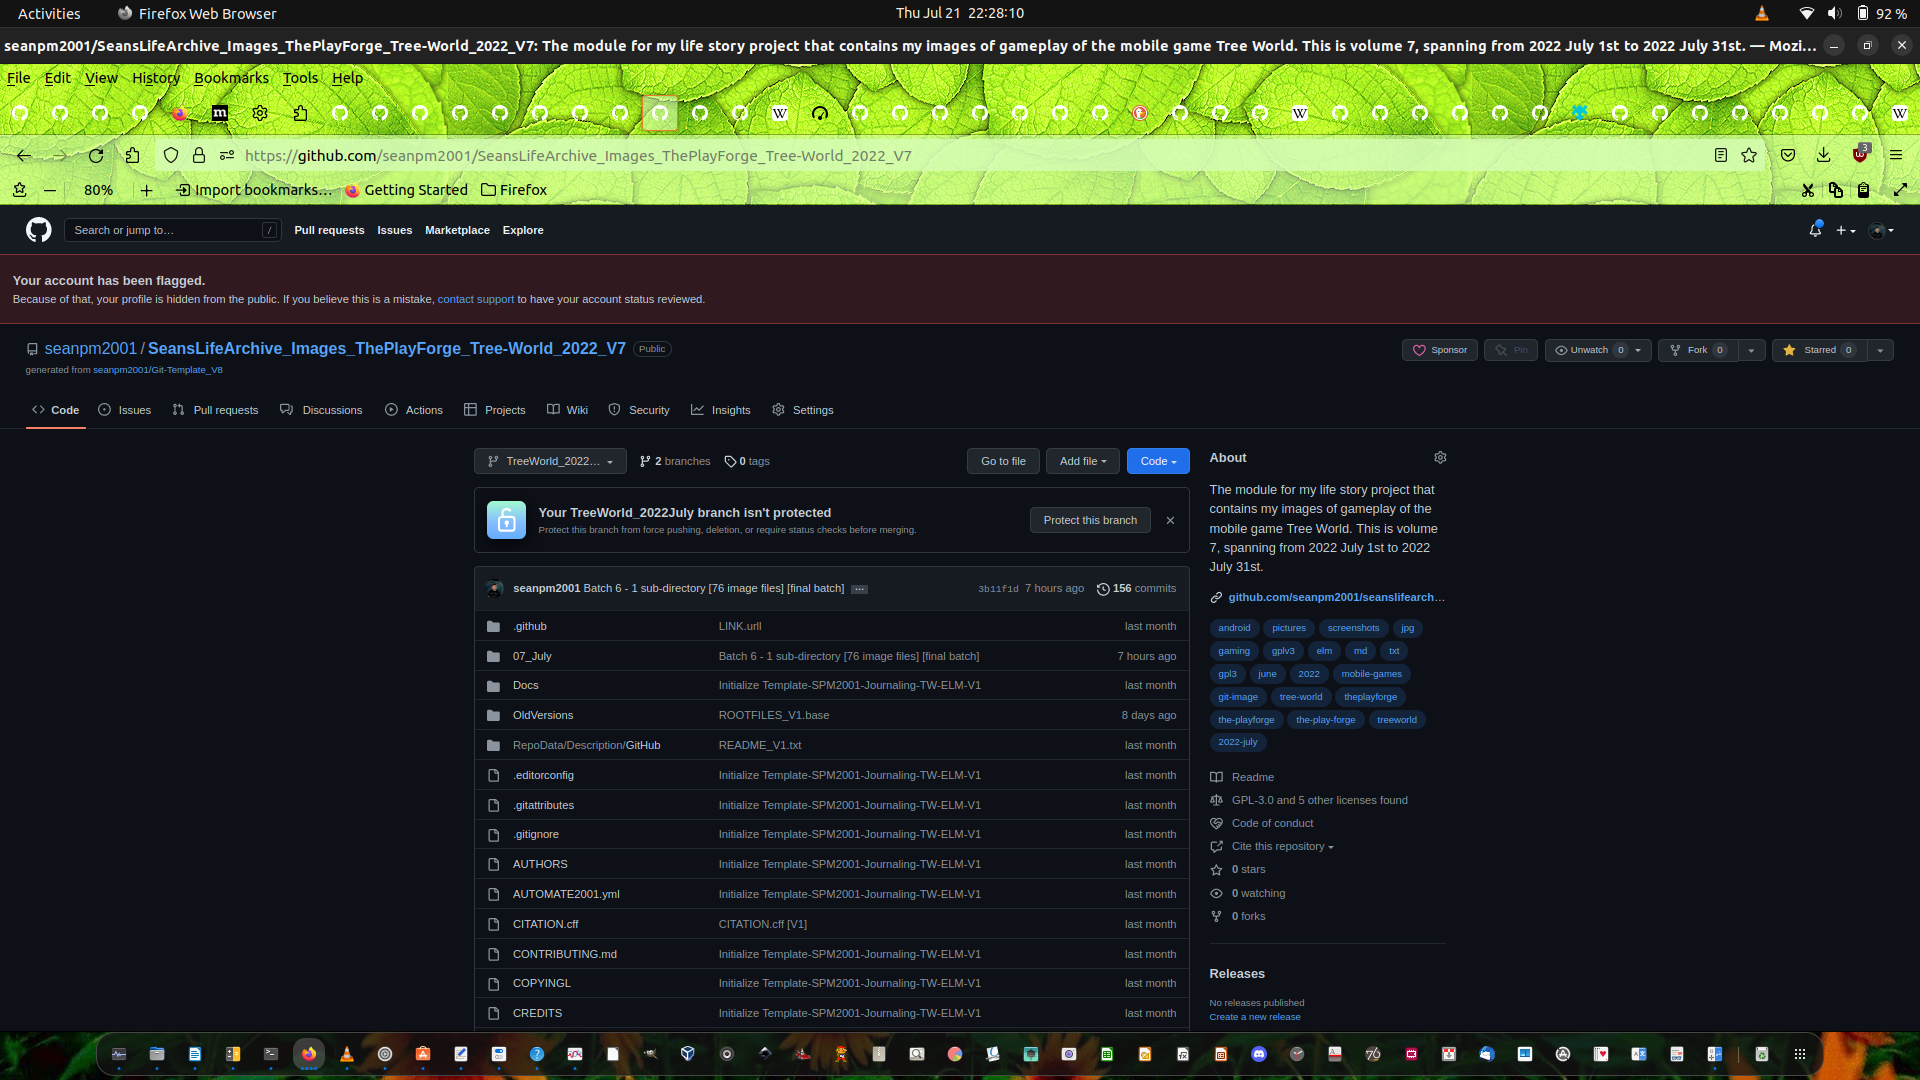 Activities
Firefox Web Browser
Thu Jul 21 22:28:10
92 %
seanpm2001/SeansLifeArchive_Images_ThePlayForge_Tree-World_2022_V7: The module for my life story project that contains my images of gameplay of the mobile game Tree World. This is volume 7, spanning from 2022 July 1st to 2022 July 31st. — Mozi…
File Edit View History Bookmarks Tools Help
https://github.com/seanpm2001/SeansLifeArchive_Images_ThePlayForge_Tree-World_2022_V7
3
80%
Import bookmarks…
Getting Started
Firefox
Search or jump to…
/
Pull requests
Issues
Marketplace
Explore
Your account has been flagged.
Because of that, your profile is hidden from the public. If you believe this is a mistake, contact support to have your account status reviewed.
seanpm2001 / SeansLifeArchive_Images_ThePlayForge_Tree-World_2022_V7 Public
generated from seanpm2001/Git-Template_V8
Sponsor
Pin
Unwatch 0
Fork 0
Starred 0
Code
Issues
Pull requests
Discussions
Actions
Projects
Wiki
Security
Insights
Settings
TreeWorld_2022…
2 branches
0 tags
Go to file
Add file
Code
Your TreeWorld_2022July branch isn't protected
Protect this branch from force pushing, deletion, or require status checks before merging.
Protect this branch
seanpm2001 Batch 6 - 1 sub-directory [76 image files] [final batch]
3b11f1d 7 hours ago
156 commits
.github LINK.urll last month
07_July Batch 6 - 1 sub-directory [76 image files] [final batch] 7 hours ago
Docs Initialize Template-SPM2001-Journaling-TW-ELM-V1 last month
OldVersions ROOTFILES_V1.base 8 days ago
RepoData/Description/GitHub README_V1.txt last month
.editorconfig Initialize Template-SPM2001-Journaling-TW-ELM-V1 last month
.gitattributes Initialize Template-SPM2001-Journaling-TW-ELM-V1 last month
.gitignore Initialize Template-SPM2001-Journaling-TW-ELM-V1 last month
AUTHORS Initialize Template-SPM2001-Journaling-TW-ELM-V1 last month
AUTOMATE2001.yml Initialize Template-SPM2001-Journaling-TW-ELM-V1 last month
CITATION.cff CITATION.cff [V1] last month
CONTRIBUTING.md Initialize Template-SPM2001-Journaling-TW-ELM-V1 last month
COPYINGL Initialize Template-SPM2001-Journaling-TW-ELM-V1 last month
CREDITS Initialize Template-SPM2001-Journaling-TW-ELM-V1 last month
About
The module for my life story project that
contains my images of gameplay of the
mobile game Tree World. This is volume
7, spanning from 2022 July 1st to 2022
July 31st.
github.com/seanpm2001/seanslifearch…
android pictures screenshots jpg
gaming gplv3 elm md txt
gpl3 june 2022 mobile-games
git-image tree-world theplayforge
the-playforge the-play-forge treeworld
2022-july
Readme
GPL-3.0 and 5 other licenses found
Code of conduct
Cite this repository
0 stars
0 watching
0 forks
Releases
No releases published
Create a new release